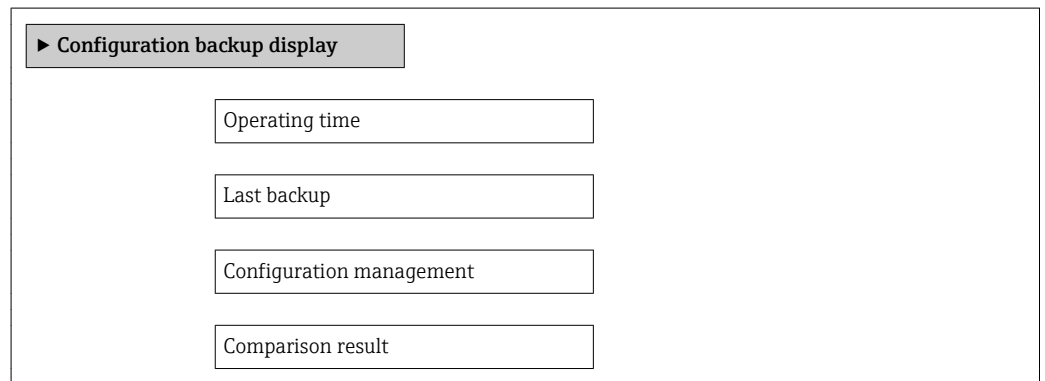 ▶ Configuration backup display
Operating time
Last backup
Configuration management
Comparison result